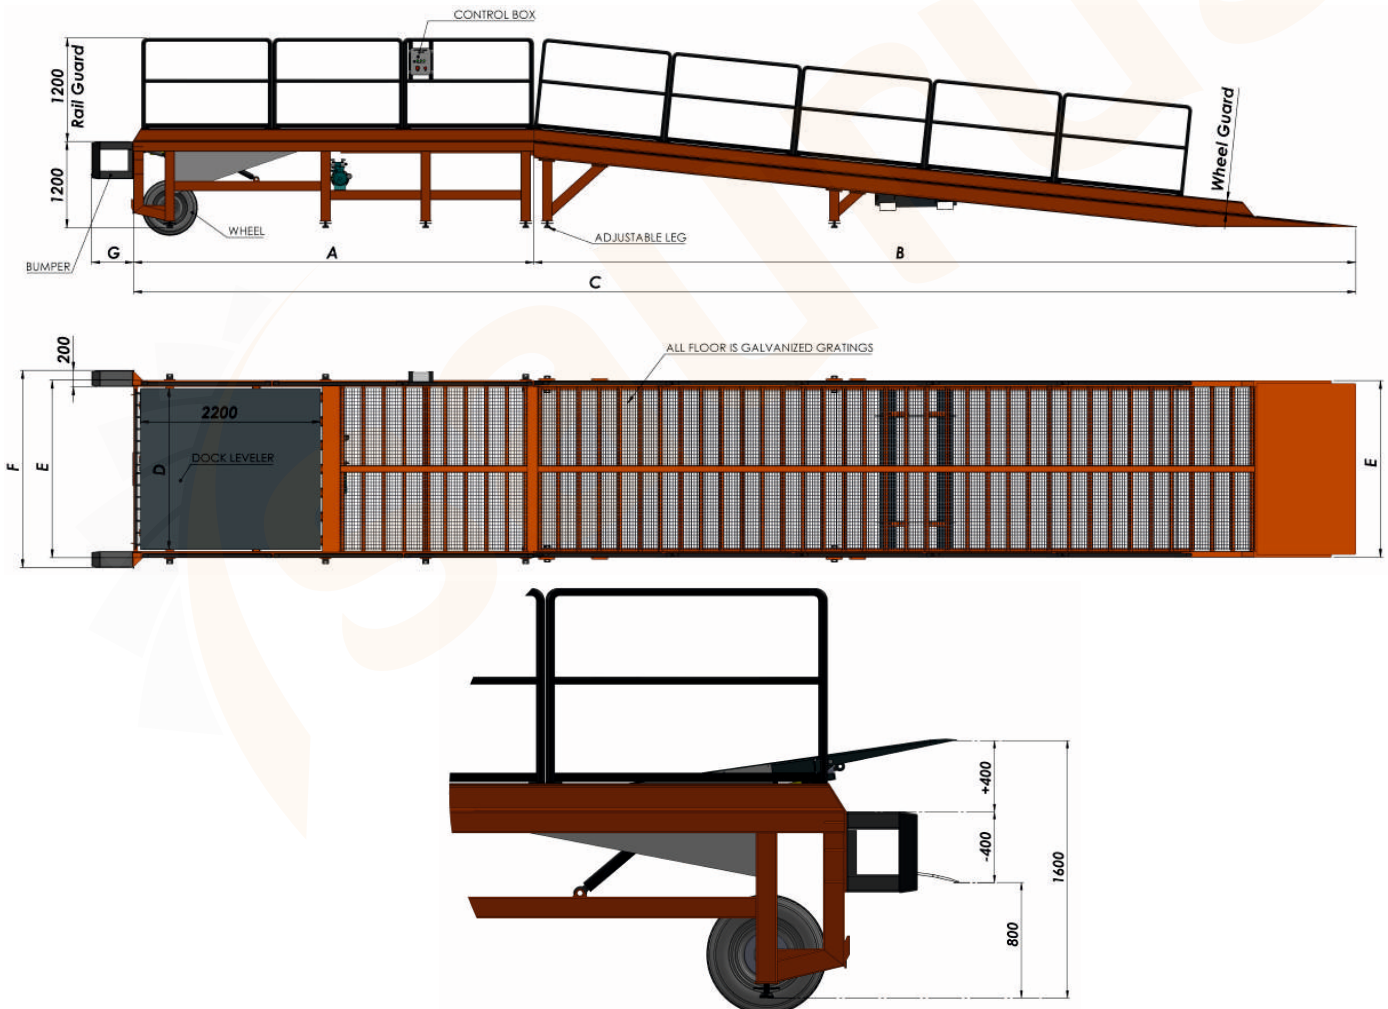 CONTROL BOX
1200
Rail Guard
1200
Wheel Guard
WHEEL
ADJUSTABLE LEG
BUMPER
G
A
B
C
200
ALL FLOOR IS GALVANIZED GRATINGS
2200
F
E
D
DOCK LEVELER
E
+400
-400
1600
800